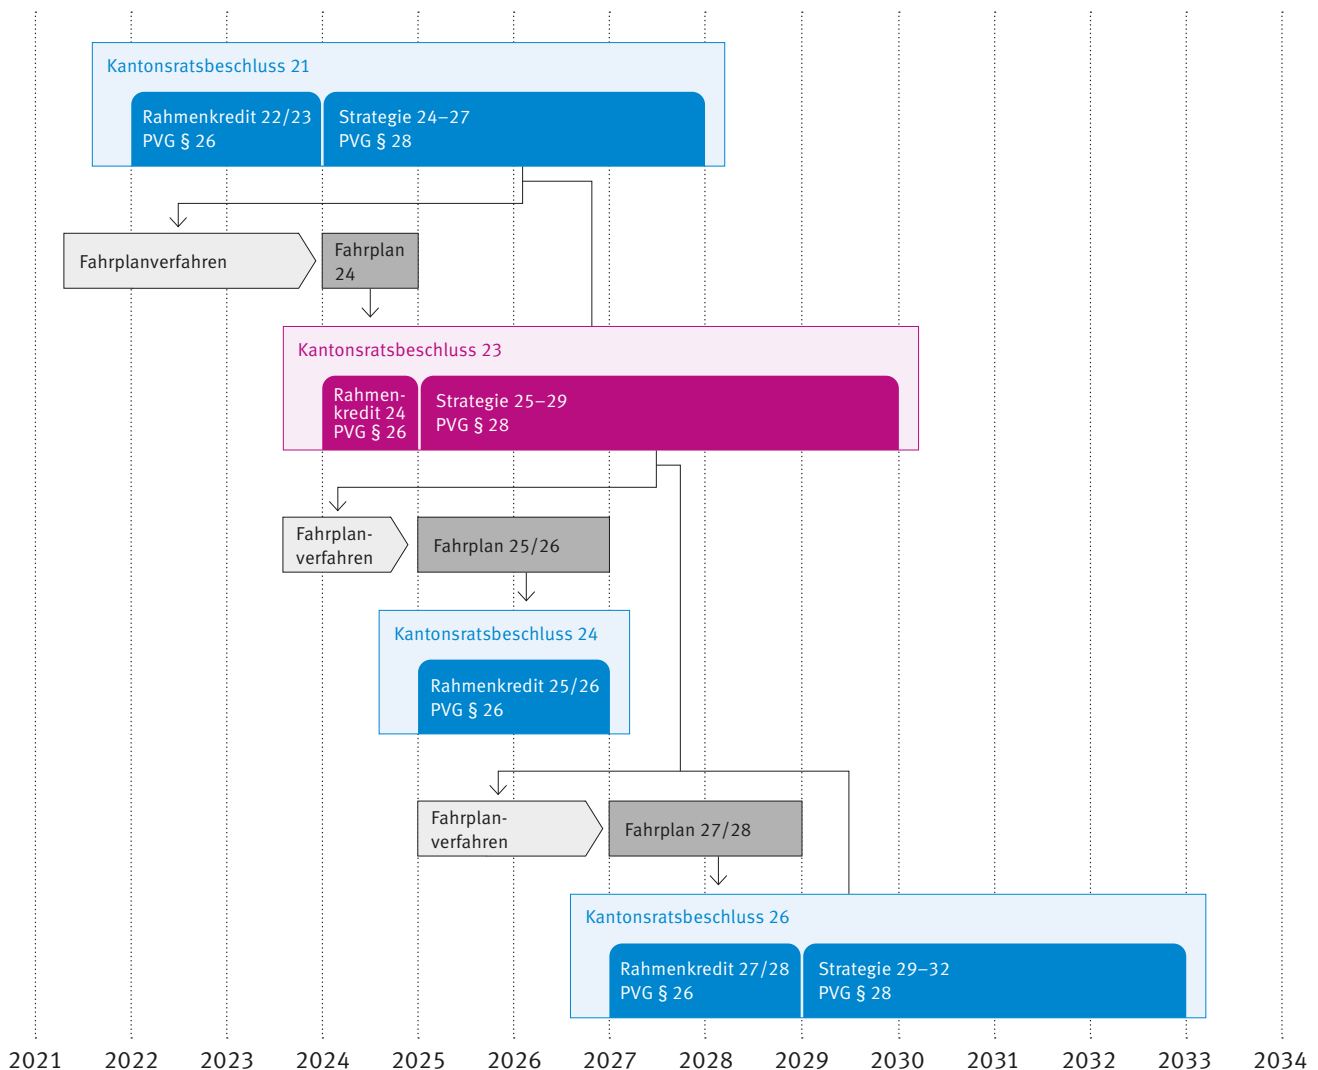 Kantonsratsbeschluss 21
Rahmenkredit 22/23
PVG § 26
Strategie 24–27
PVG § 28
Fahrplanverfahren
Fahrplan
24
Kantonsratsbeschluss 23
Rahmen-
kredit 24
PVG § 26
Strategie 25–29
PVG § 28
Fahrplan-
verfahren
Fahrplan 25/26
Kantonsratsbeschluss 24
Rahmenkredit 25/26
PVG § 26
Fahrplan-
verfahren
Fahrplan 27/28
Kantonsratsbeschluss 26
Rahmenkredit 27/28
PVG § 26
Strategie 29–32
PVG § 28
2021 2022 2023 2024 2025 2026 2027 2028 2029 2030 2031 2032 2033 2034